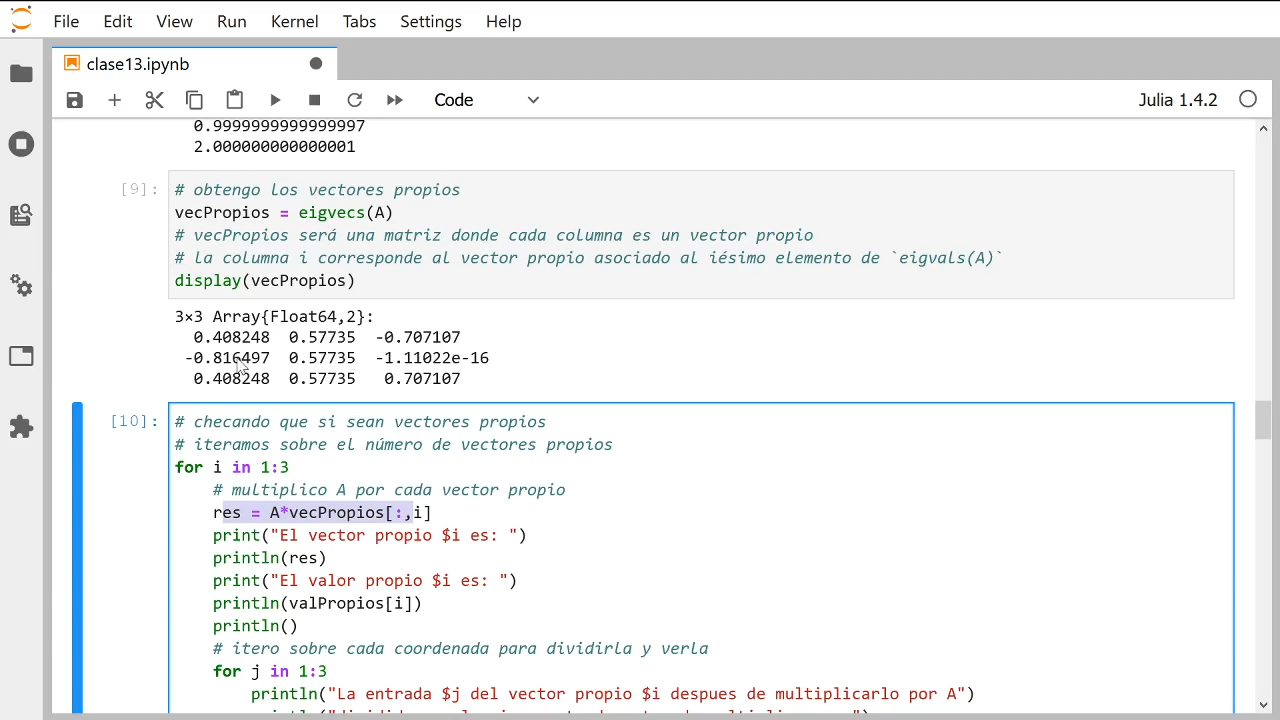 File Edit View Run Kernel Tabs Settings Help
clase13.ipynb
Code
Julia 1.4.2
0.9999999999999997
2.000000000000001
[9]:
# obtengo los vectores propios
vecPropios = eigvecs(A)
# vecPropios será una matriz donde cada columna es un vector propio
# la columna i corresponde al vector propio asociado al iésimo elemento de `eigvals(A)`
display(vecPropios)
3×3 Array{Float64,2}:
0.408248 0.57735 -0.707107
-0.816497 0.57735 -1.11022e-16
0.408248 0.57735 0.707107
[10]:
# checando que si sean vectores propios
# iteramos sobre el número de vectores propios
for i in 1:3
# multiplico A por cada vector propio
res = A*vecPropios[:,i]
print("El vector propio $i es: ")
println(res)
print("El valor propio $i es: ")
println(valPropios[i])
println()
# itero sobre cada coordenada para dividirla y verla
for j in 1:3
println("La entrada $j del vector propio $i despues de multiplicarlo por A")